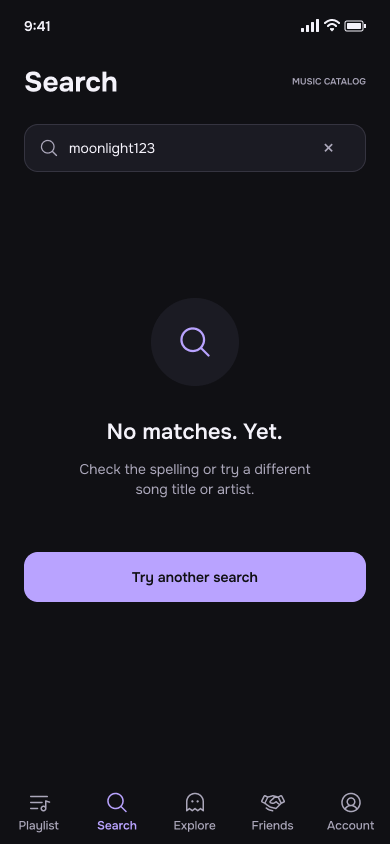 9:41
Search
MUSIC CATALOG
moonlight123
No matches. Yet.
Check the spelling or try a different
song title or artist.
Try another search
Playlist
Search
Explore
Friends
Account